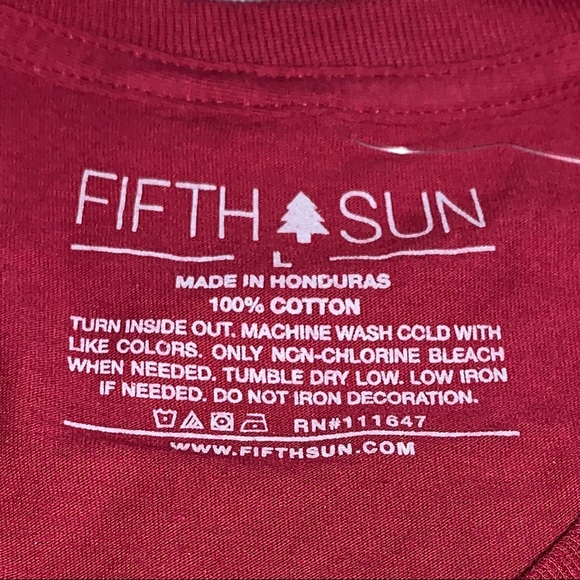 FIFTH SUN
L
MADE IN HONDURAS
100% COTTON
TURN INSIDE OUT. MACHINE WASH COLD WITH
LIKE COLORS. ONLY NON-CHLORINE BLEACH
WHEN NEEDED. TUMBLE DRY LOW. LOW IRON
IF NEEDED. DO NOT IRON DECORATION.
RN#111647
WWW.FIFTHSUN.COM